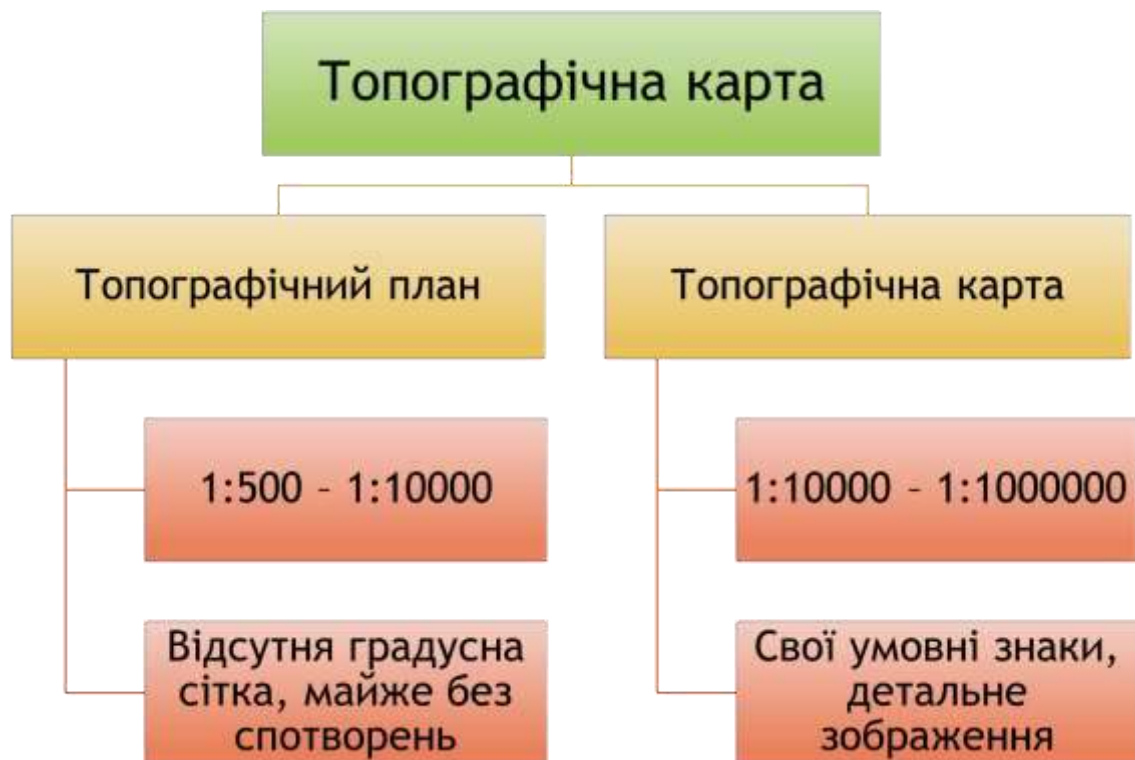 Топографічна карта
Топографічний план
1:500 – 1:10000
Відсутня градусна
сітка, майже без
спотворень
Топографічна карта
1:10000 – 1:1000000
Свої умовні знаки,
детальне
зображення